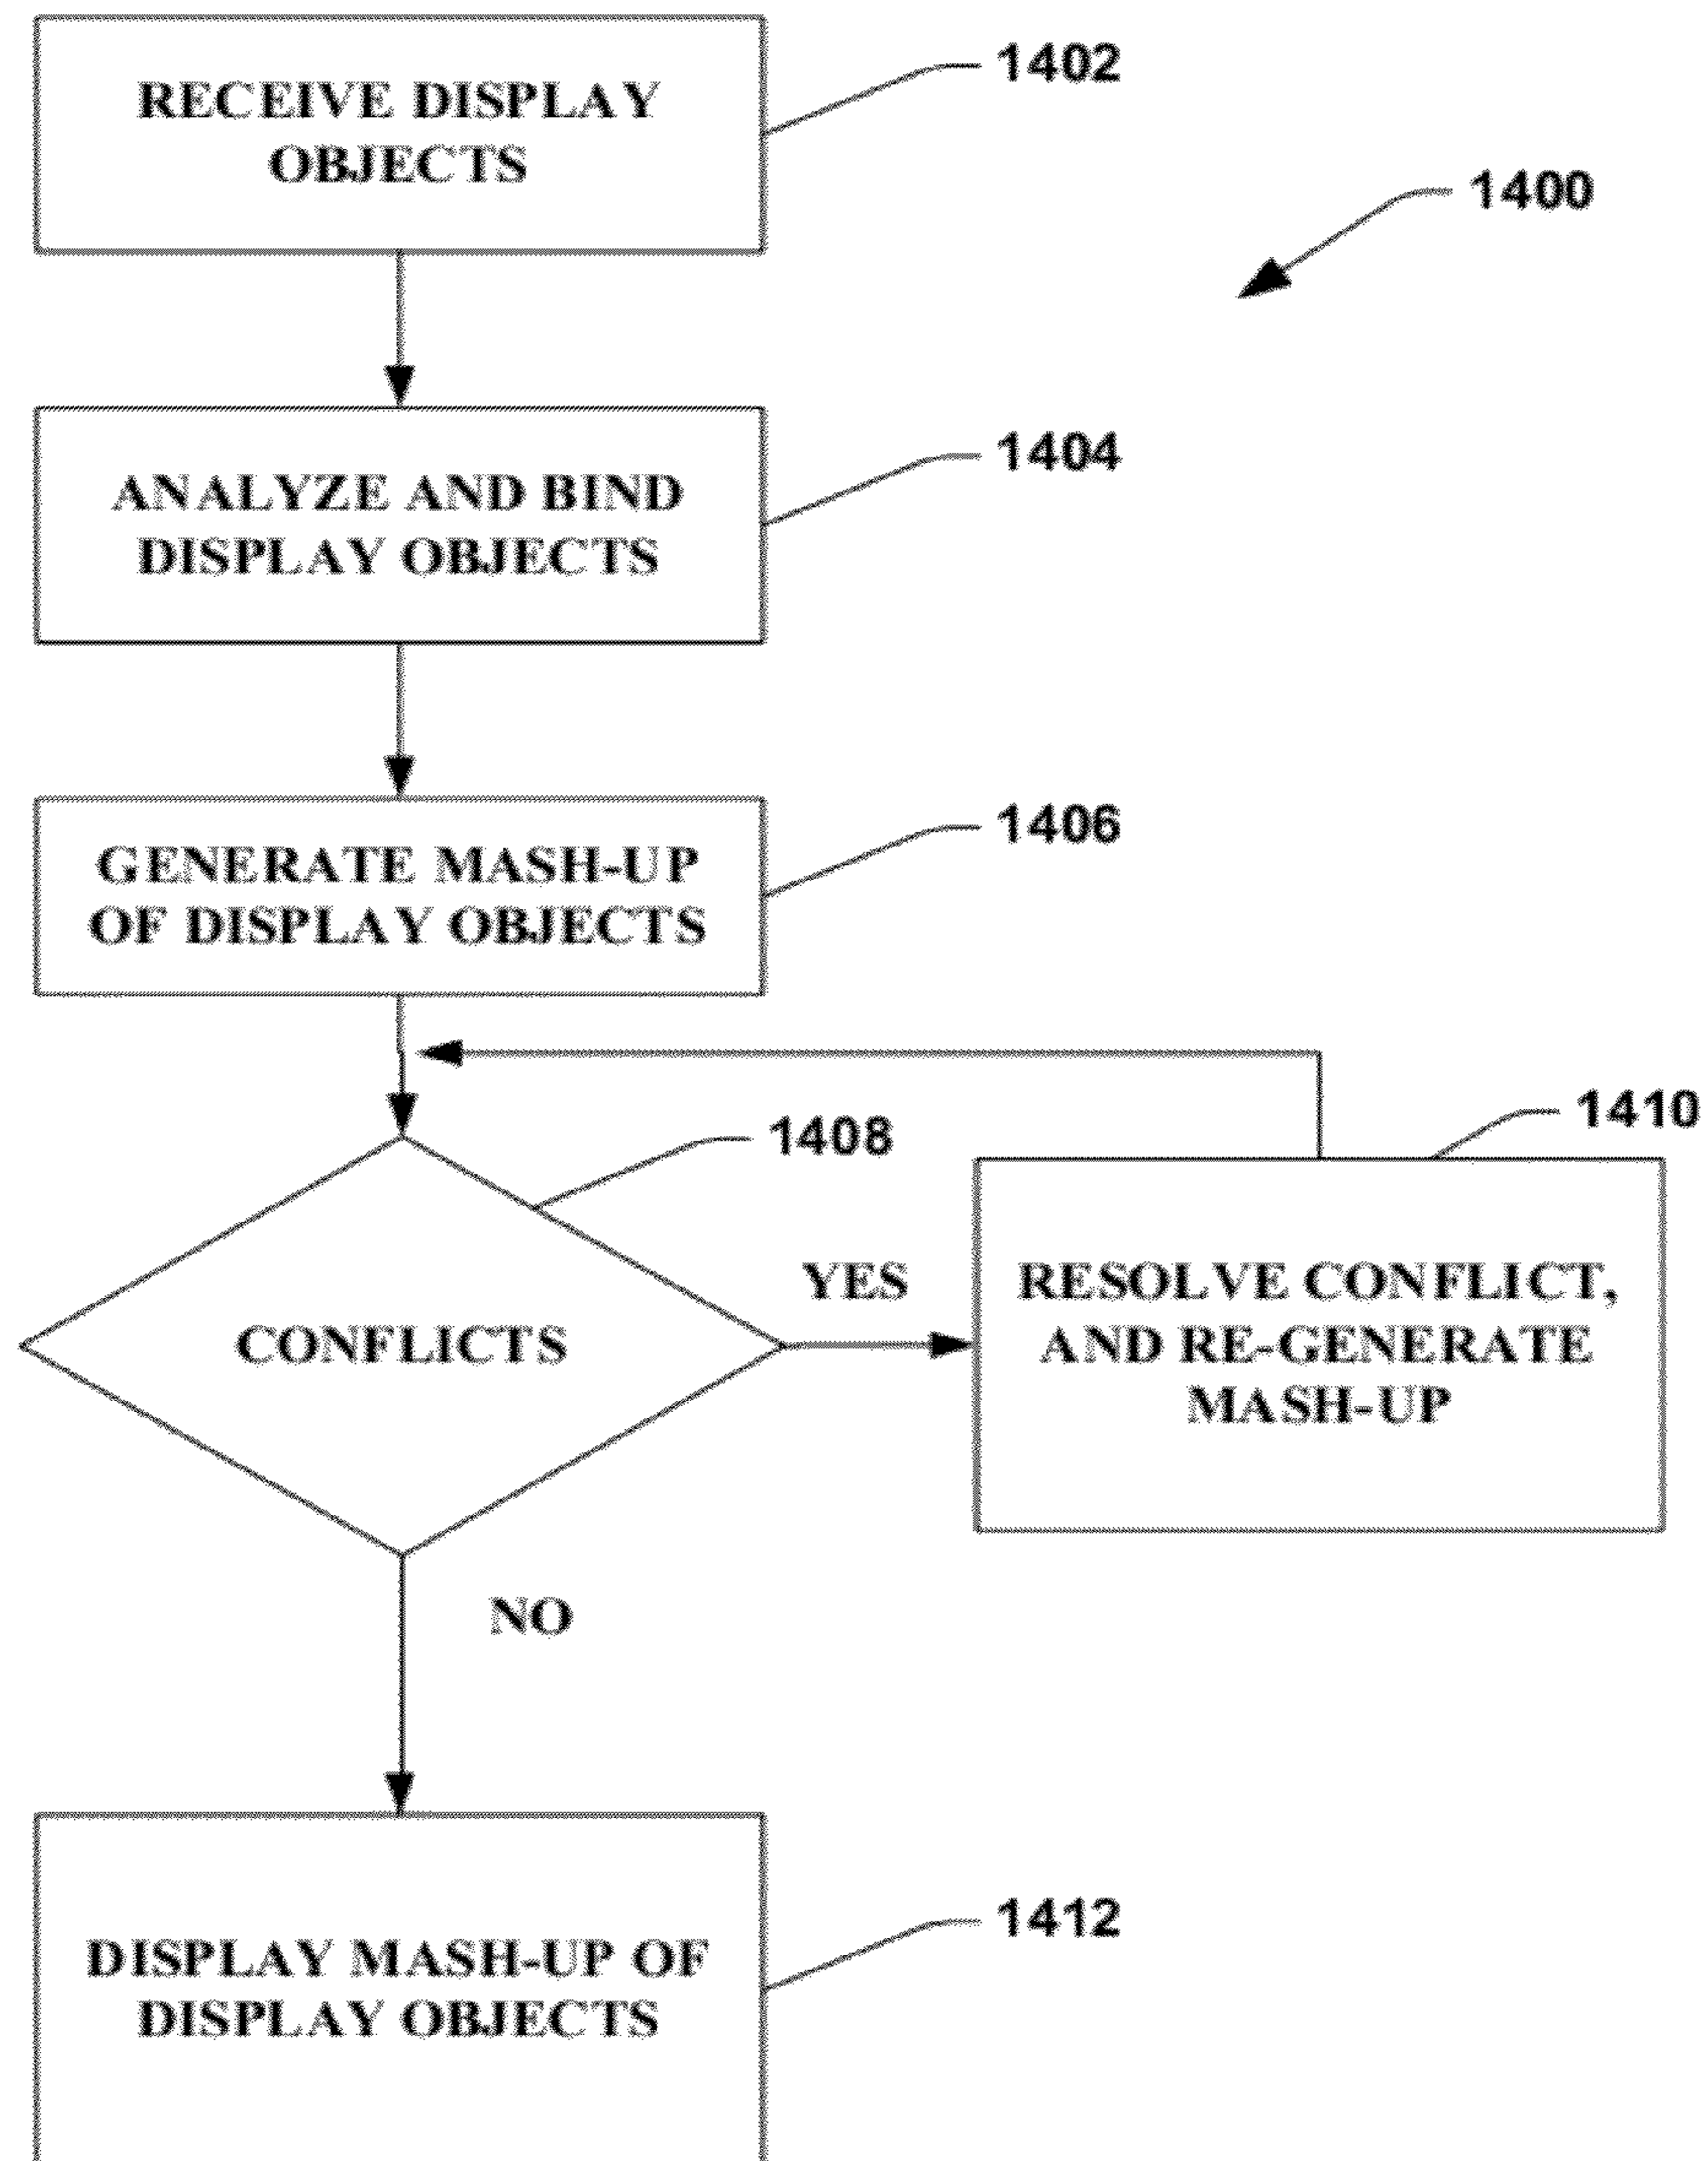 RECEIVE DISPLAY
OBJECTS
1402
1400
ANALYZE AND BIND
DISPLAY OBJECTS
1404
GENERATE MASH-UP
OF DISPLAY OBJECTS
1406
CONFLICTS
1408
YES
RESOLVE CONFLICT,
AND RE-GENERATE
MASH-UP
1410
NO
DISPLAY MASH-UP OF
DISPLAY OBJECTS
1412